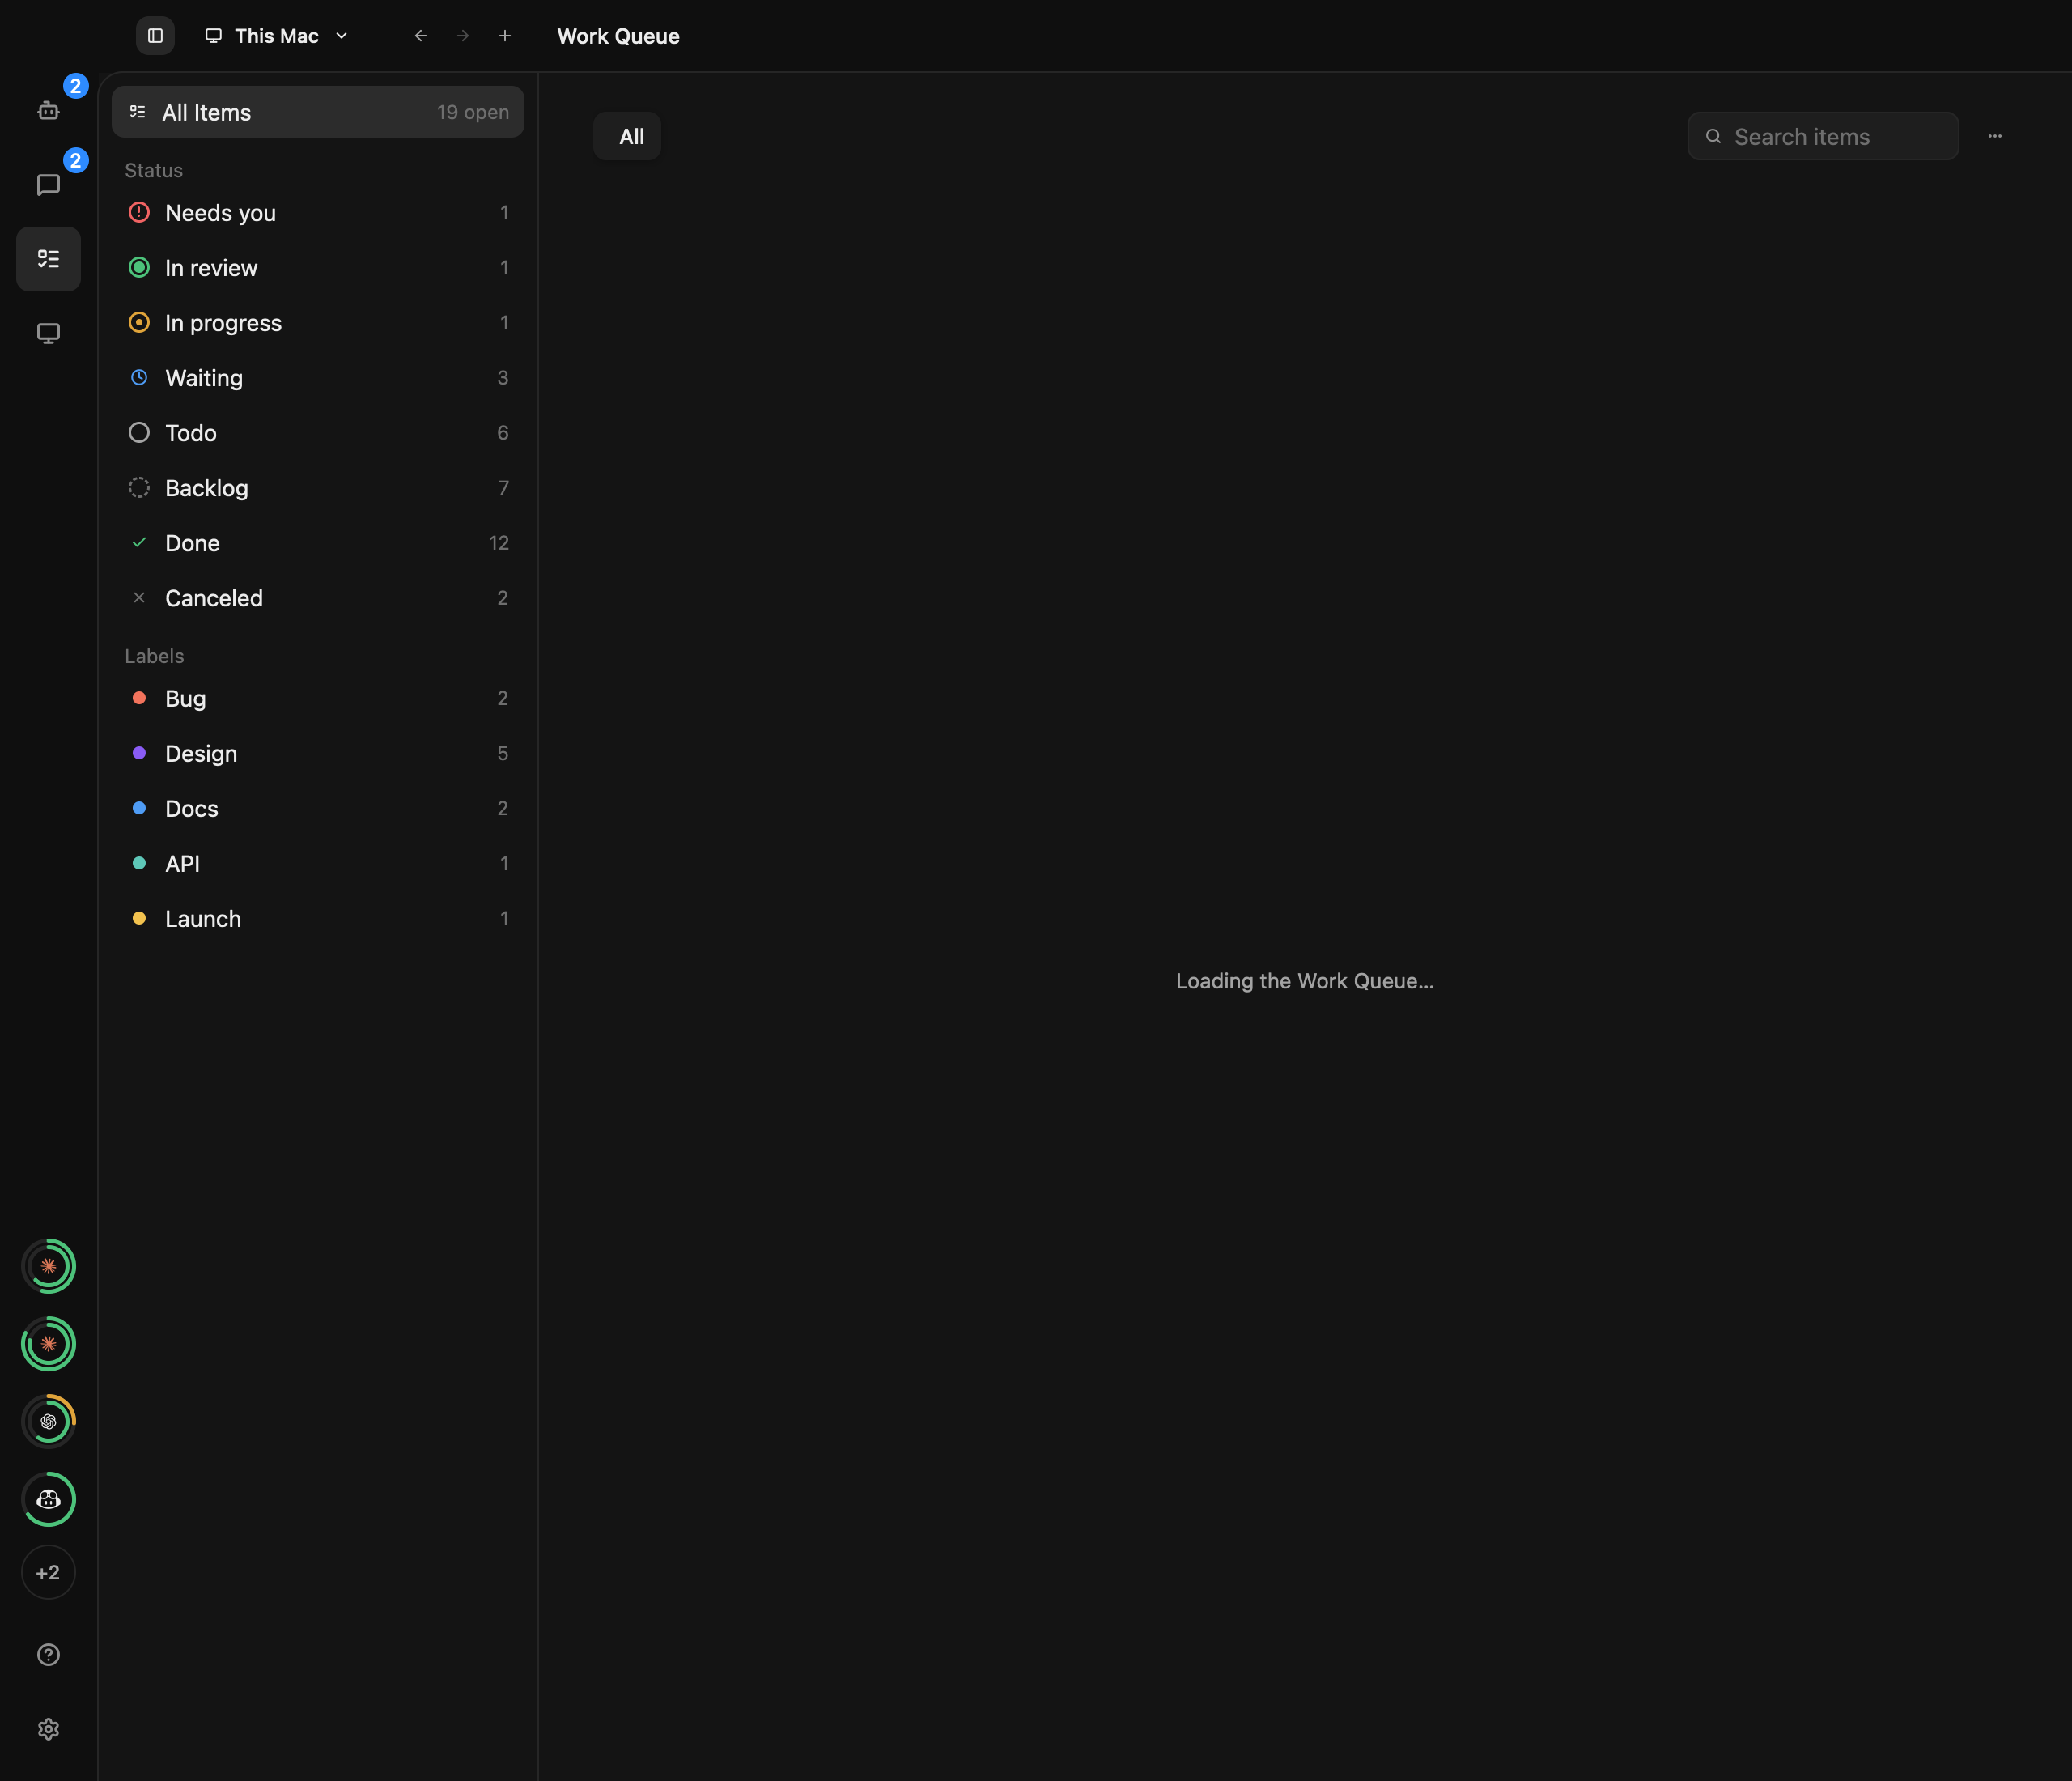 This Mac
Work Queue
2
2
All Items 19 open
All
Search items
Status
Needs you 1
In review 1
In progress 1
Waiting 3
Todo 6
Backlog 7
Done 12
Canceled 2
Labels
Bug 2
Design 5
Docs 2
API 1
Launch 1
Loading the Work Queue...
+2